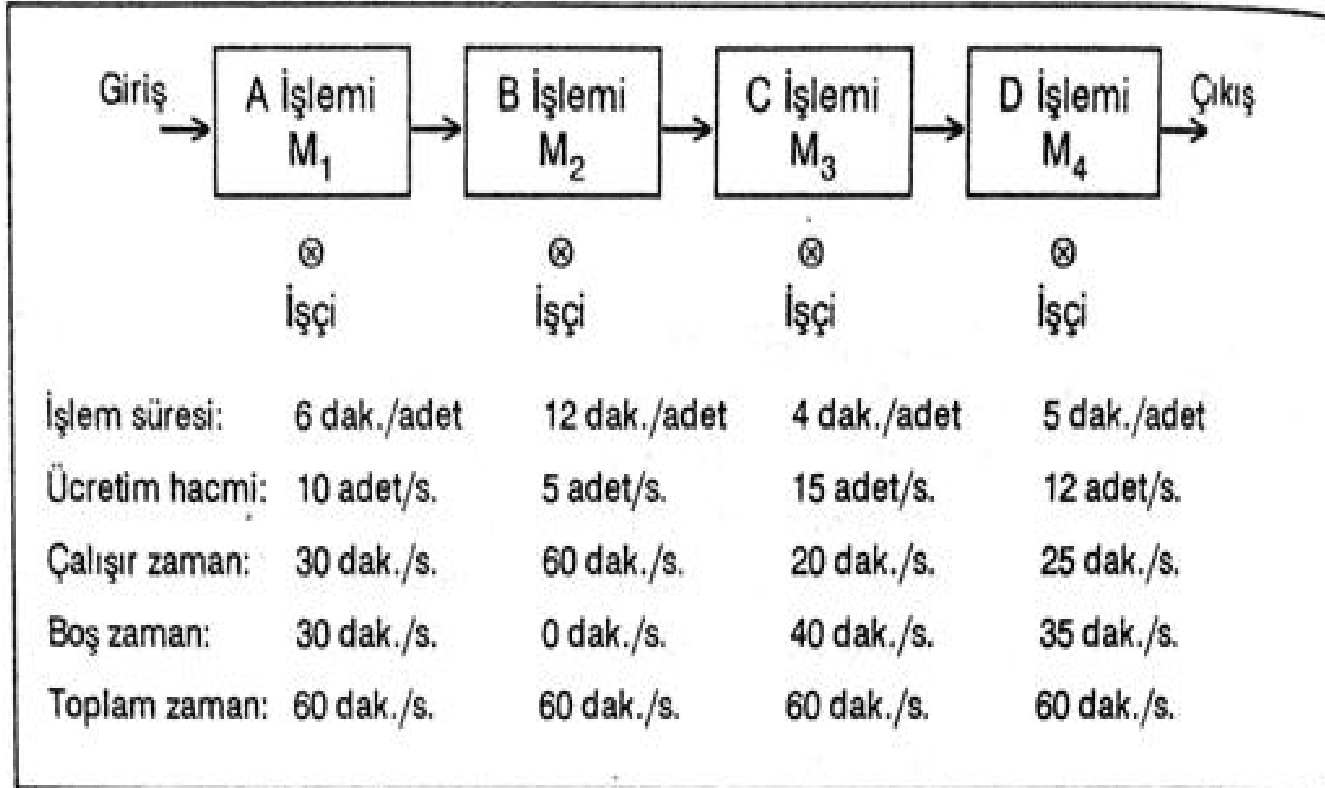 Giriş A İşlemi B İşlemi C İşlemi D İşlemi Çıkış
M₁ M₂ M₃ M₄
⊗ ⊗ ⊗ ⊗
İşçi İşçi İşçi İşçi
İşlem süresi: 6 dak./adet 12 dak./adet 4 dak./adet 5 dak./adet
Ücretim hacmi: 10 adet/s. 5 adet/s. 15 adet/s. 12 adet/s.
Çalışır zaman: 30 dak./s. 60 dak./s. 20 dak./s. 25 dak./s.
Boş zaman: 30 dak./s. 0 dak./s. 40 dak./s. 35 dak./s.
Toplam zaman: 60 dak./s. 60 dak./s. 60 dak./s. 60 dak./s.